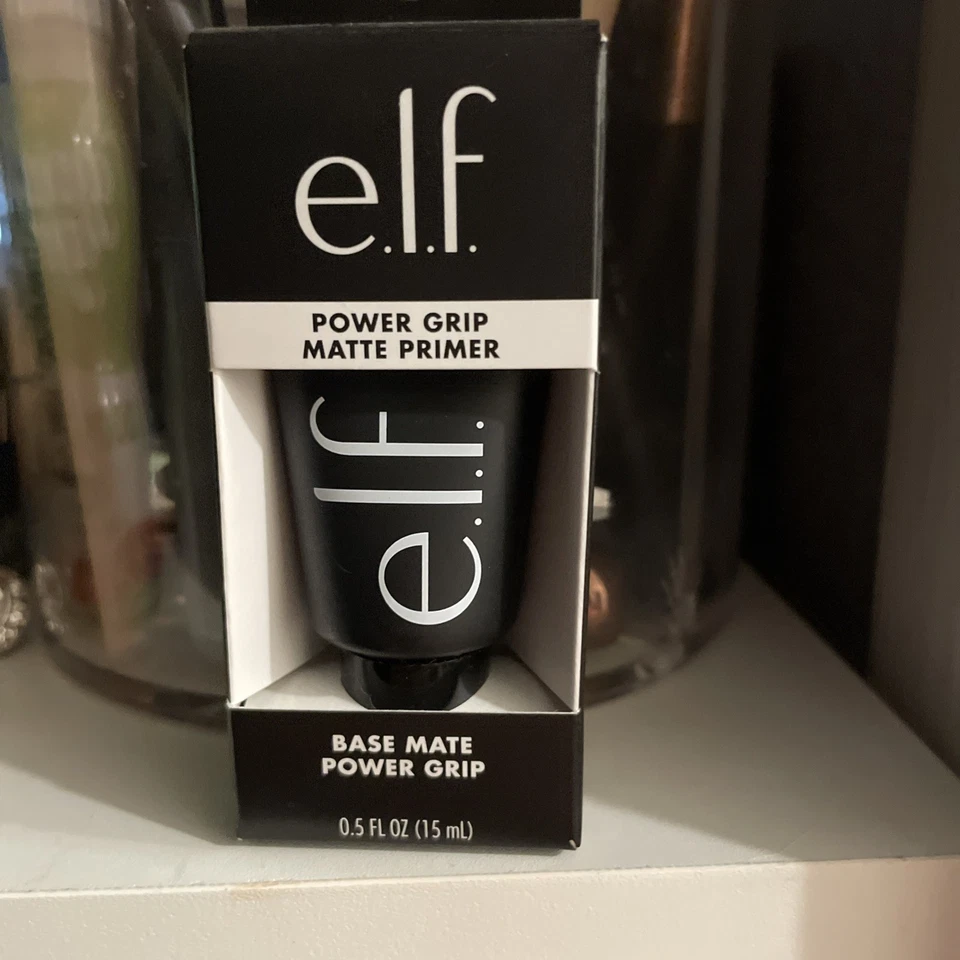 e.l.f.
POWER GRIP
MATTE PRIMER
e.l.f.
BASE MATE
POWER GRIP
0.5 FL OZ (15 mL)